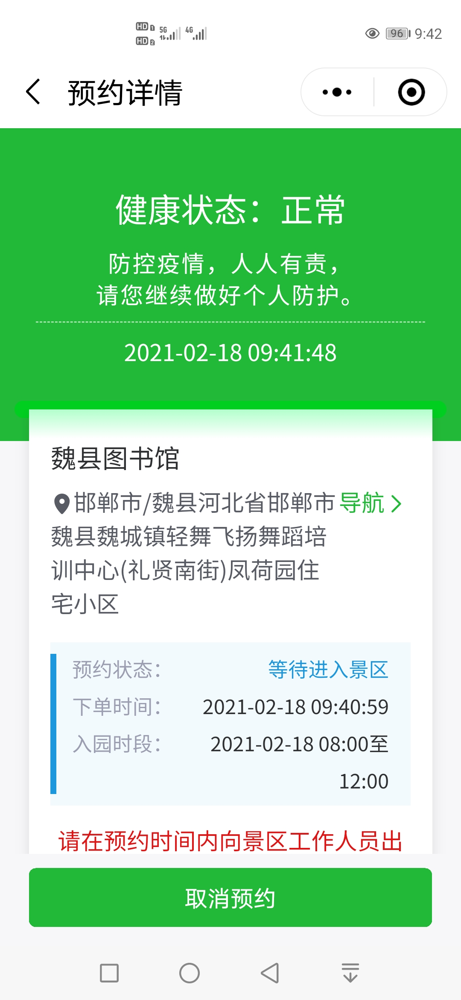 HD 1 5G 4G 96 9:42
HD 2
预约详情
健康状态：正常
防控疫情，人人有责，
请您继续做好个人防护。
2021-02-18 09:41:48
魏县图书馆
邯郸市/魏县河北省邯郸市 导航
魏县魏城镇轻舞飞扬舞蹈培
训中心(礼贤南街)凤荷园住
宅小区
预约状态： 等待进入景区
下单时间： 2021-02-18 09:40:59
入园时段： 2021-02-18 08:00至
12:00
请在预约时间内向景区工作人员出
取消预约